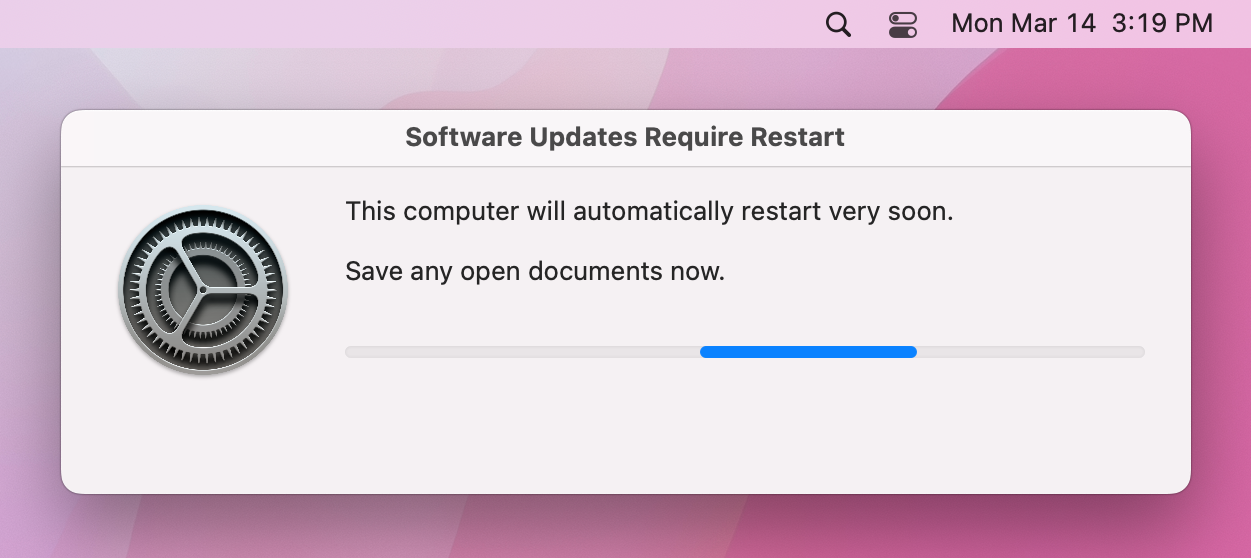 Mon Mar 14 3:19 PM
Software Updates Require Restart
This computer will automatically restart very soon.
Save any open documents now.